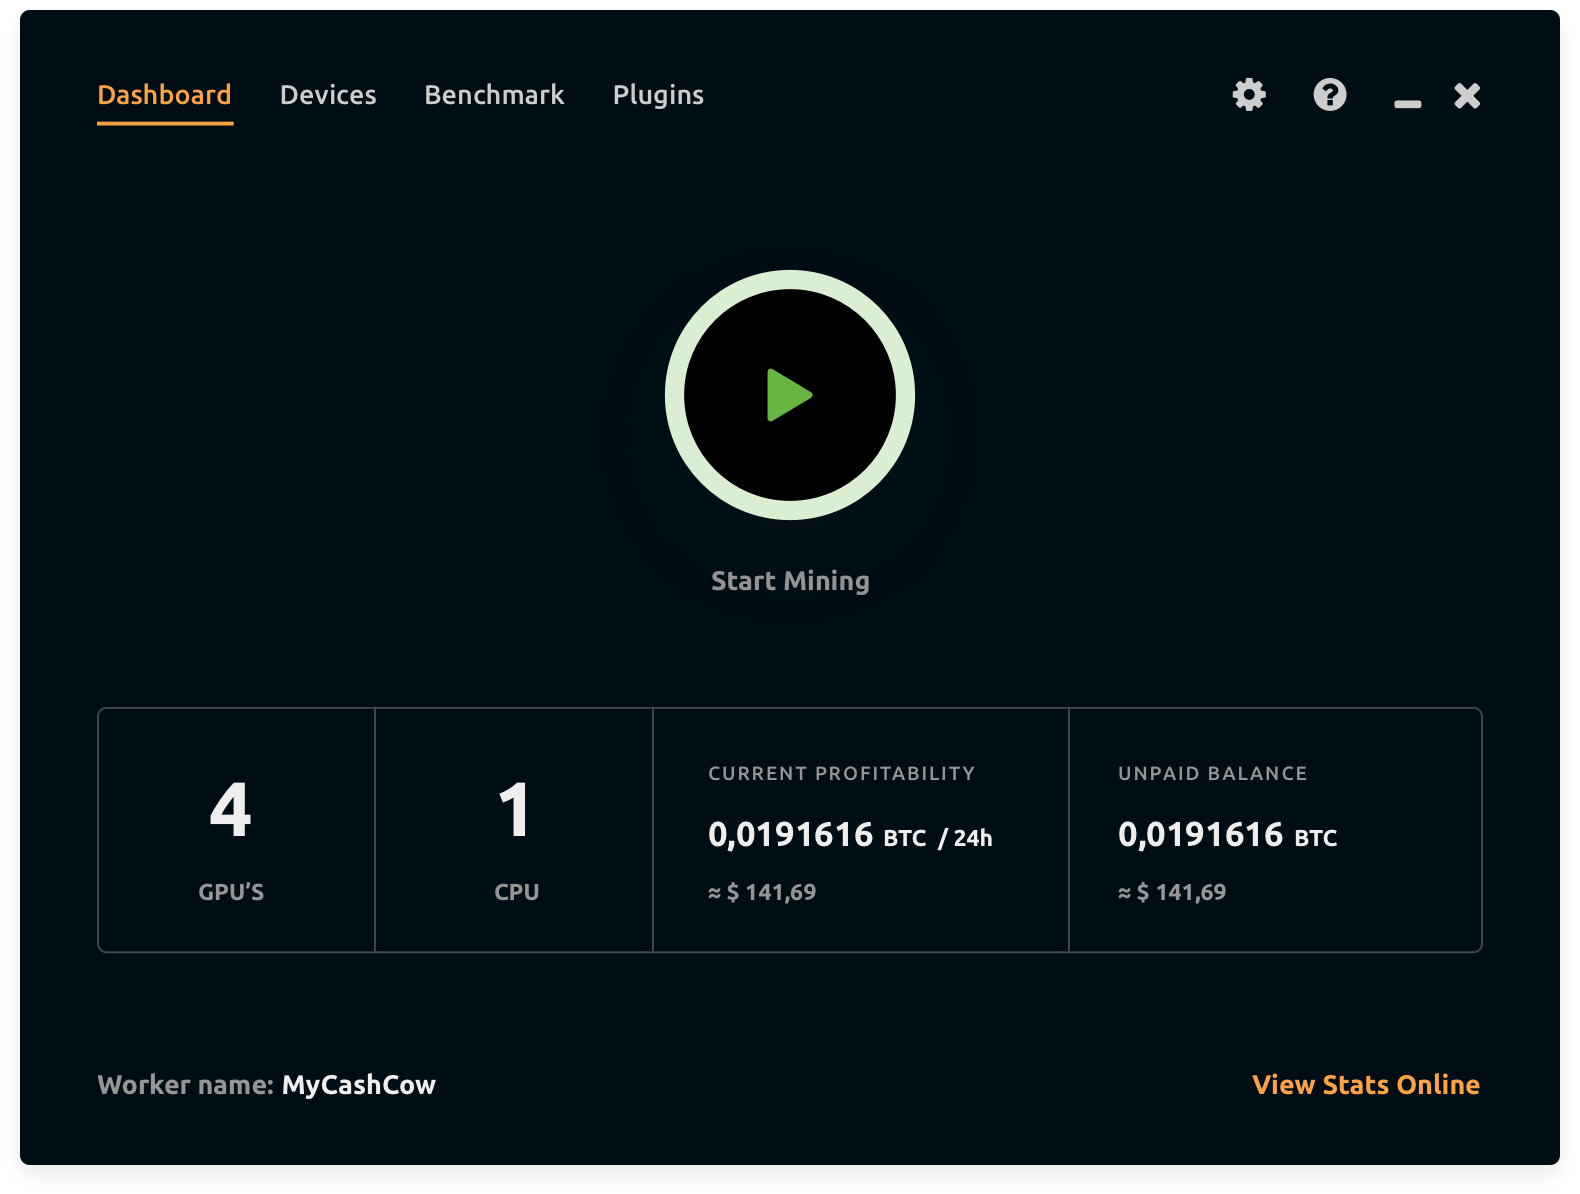 Dashboard Devices Benchmark Plugins
Start Mining
4
GPU’S
1
CPU
CURRENT PROFITABILITY
0,0191616 BTC / 24h
≈ $ 141,69
UNPAID BALANCE
0,0191616 BTC
≈ $ 141,69
Worker name: MyCashCow
View Stats Online